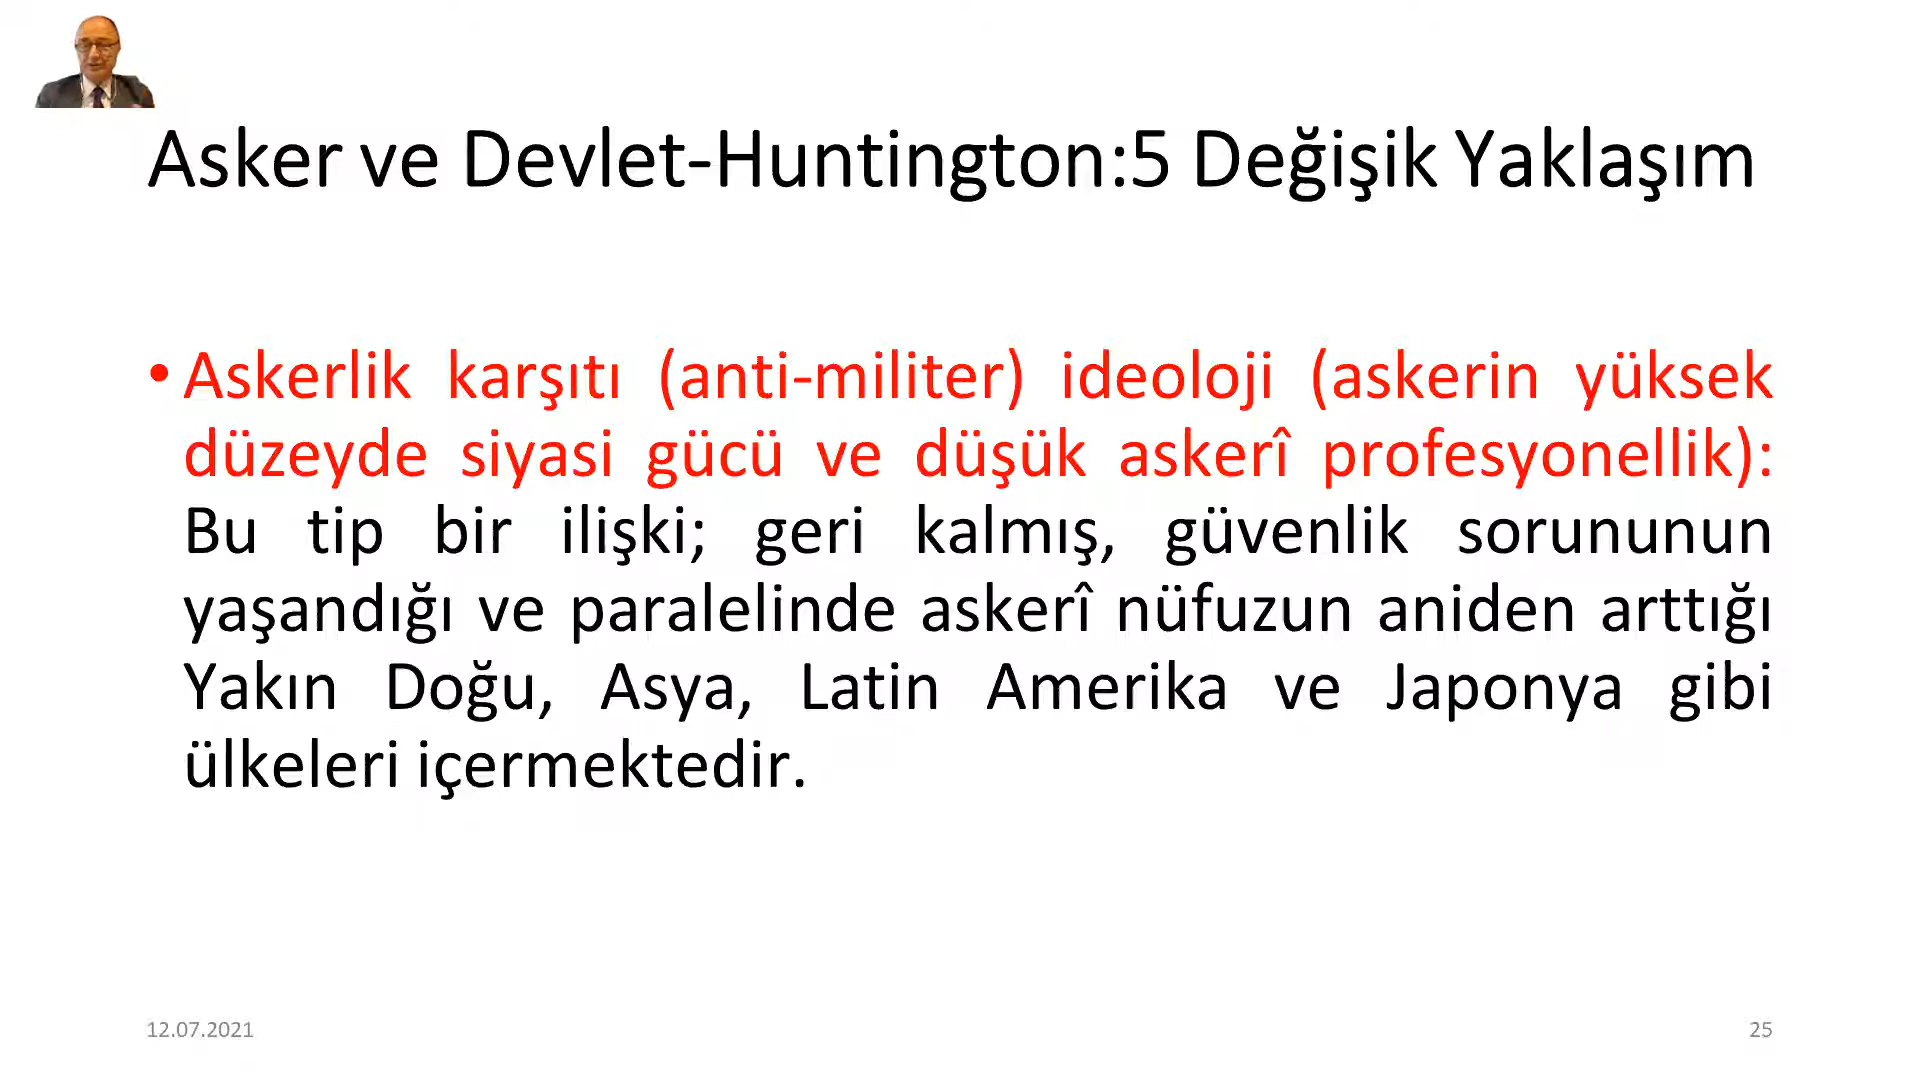 Asker ve Devlet-Huntington:5 Değişik Yaklaşım
• Askerlik karşıtı (anti-militer) ideoloji (askerin yüksek
düzeyde siyasi gücü ve düşük askerî profesyonellik):
Bu tip bir ilişki; geri kalmış, güvenlik sorununun
yaşandığı ve paralelinde askerî nüfuzun aniden arttığı
Yakın Doğu, Asya, Latin Amerika ve Japonya gibi
ülkeleri içermektedir.
12.07.2021
25